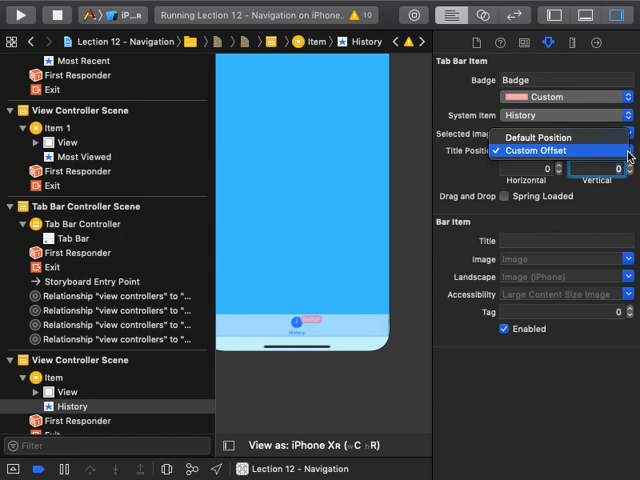 iP...R
Running Lection 12 - Navigation on iPhone...
10
Lection 12 - Navigation
Item
History
Most Recent
First Responder
Exit
View Controller Scene
Item 1
View
Most Viewed
First Responder
Exit
Tab Bar Controller Scene
Tab Bar Controller
Tab Bar
First Responder
Exit
Storyboard Entry Point
Relationship "view controllers" to "...
Relationship "view controllers" to "...
Relationship "view controllers" to "...
Relationship "view controllers" to "...
View Controller Scene
Item
View
History
First Responder
Filter
Badge
History
View as: iPhone XR (wC hR)
Lection 12 - Navigation
Tab Bar Item
Badge Badge
Custom
System Item History
Selected Imag
Title Positi
Default Position
✓ Custom Offset
0 0
Horizontal Vertical
Drag and Drop Spring Loaded
Bar Item
Title
Image Image
Landscape Image (iPhone)
Accessibility Large Content Size Image
Tag 0
Enabled